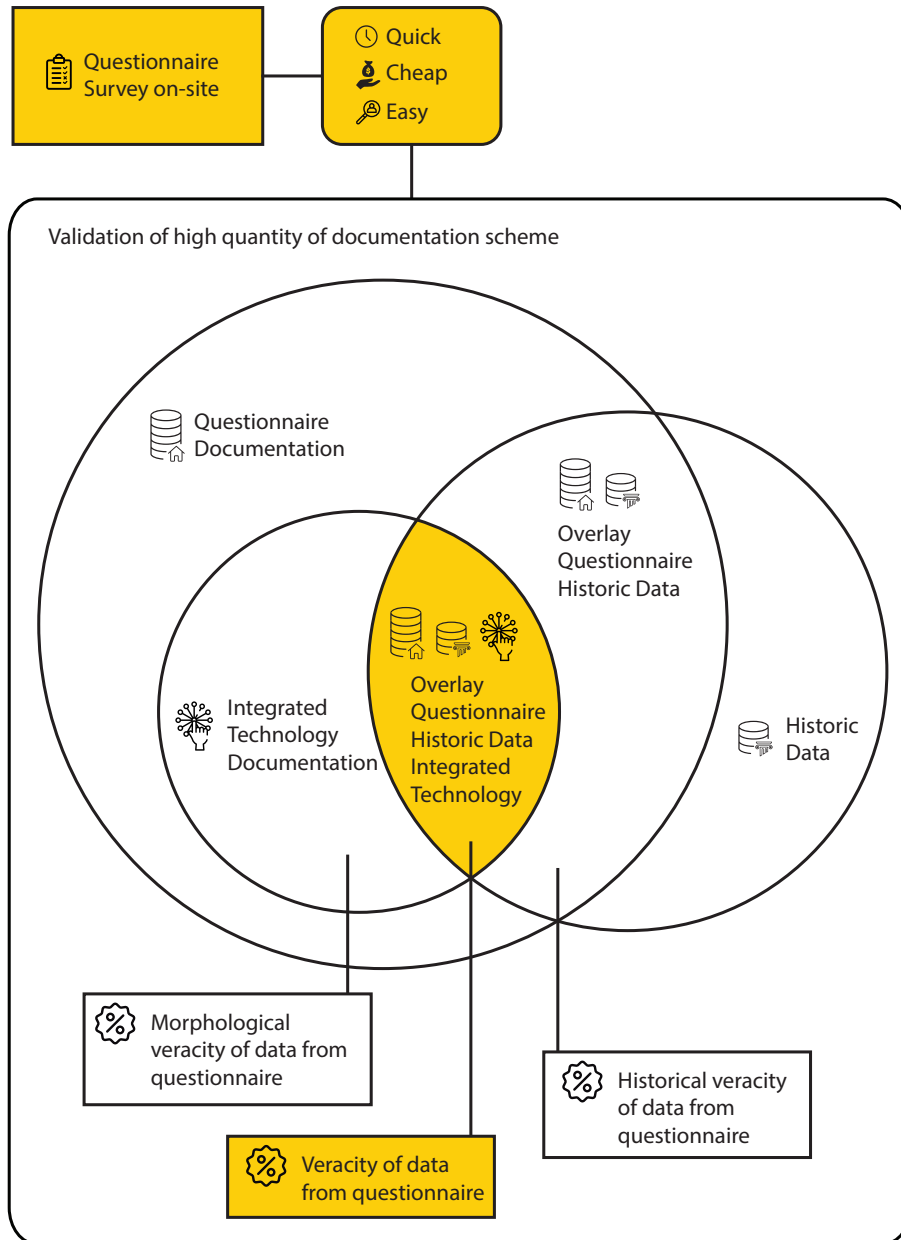 Questionnaire
Survey on-site
Quick
Cheap
Easy
Validation of high quantity of documentation scheme
Questionnaire
Documentation
Overlay
Questionnaire
Historic Data
Integrated
Technology
Documentation
Overlay
Questionnaire
Historic Data
Integrated
Technology
Historic
Data
Morphological
veracity of data from
questionnaire
Historical veracity
of data from
questionnaire
Veracity of data
from questionnaire